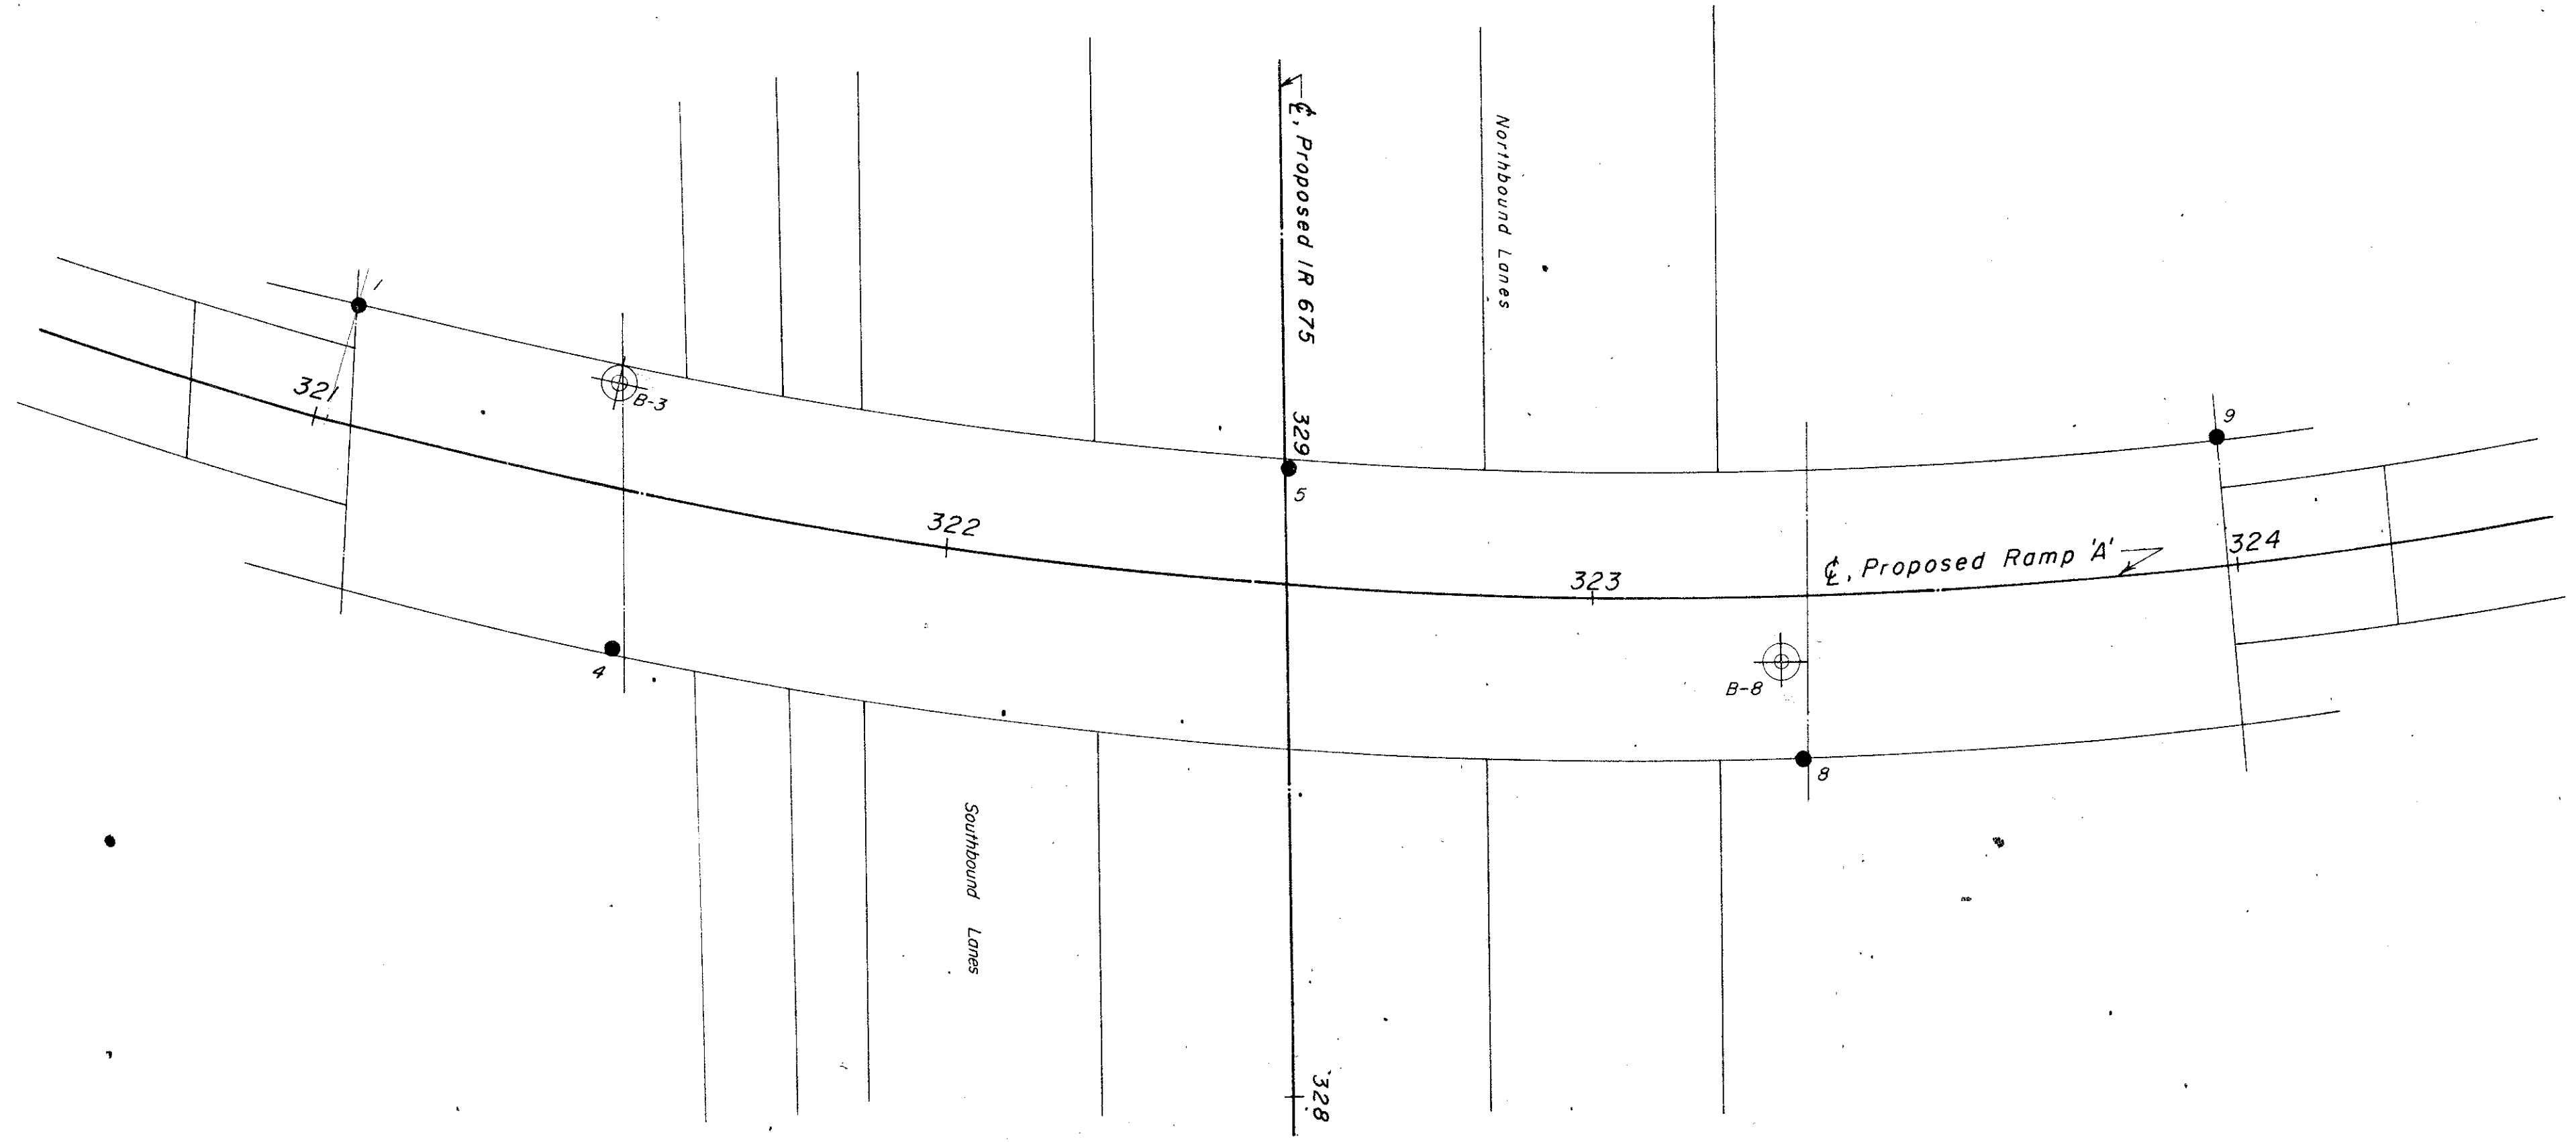 ℄, Proposed IR 675
Northbound Lanes
1
321
B-3
329
5
9
322
323
℄, Proposed Ramp 'A'
324
4
B-8
8
Southbound Lanes
328